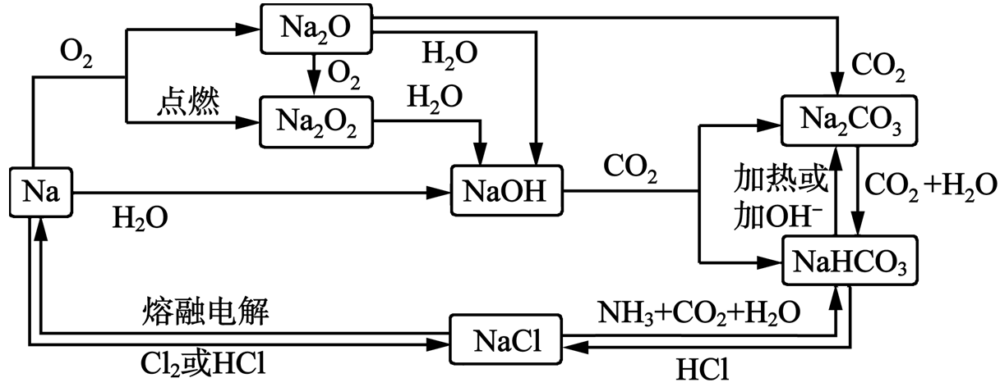 Na₂O
O₂
H₂O
CO₂
O₂
点燃
H₂O
Na₂O₂
Na₂CO₃
Na
H₂O
NaOH
CO₂
加热或
加OH⁻
CO₂+H₂O
NaHCO₃
熔融电解
NaCl
NH₃+CO₂+H₂O
Cl₂或HCl
HCl